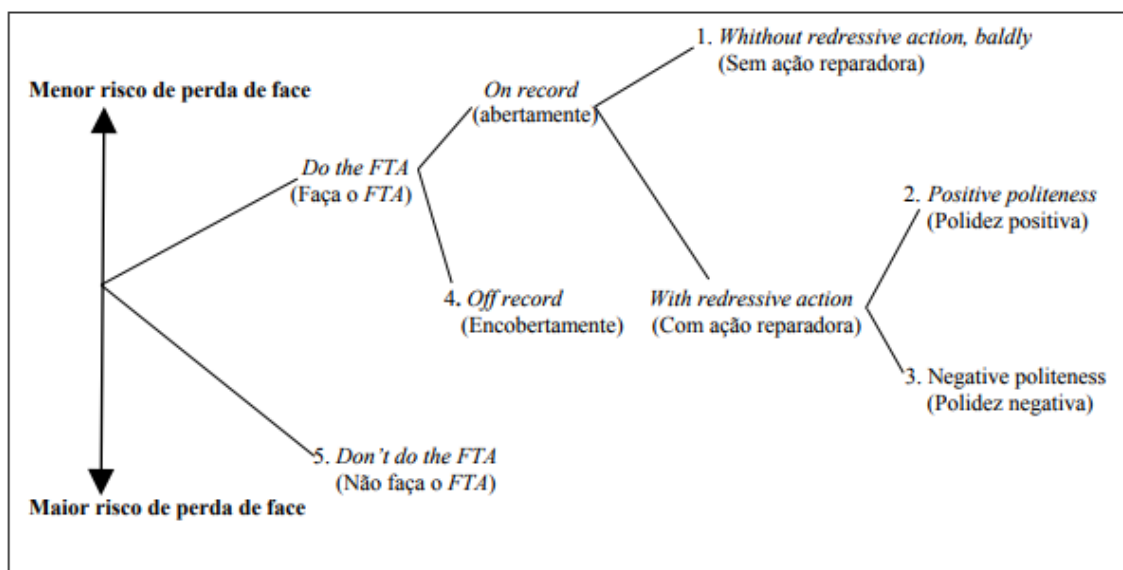 1. Whithout redressive action, baldly
(Sem ação reparadora)
Menor risco de perda de face
On record
(abertamente)
Do the FTA
(Faça o FTA)
2. Positive politeness
(Polidez positiva)
4. Off record
(Encobertamente)
With redressive action
(Com ação reparadora)
3. Negative politeness
(Polidez negativa)
5. Don't do the FTA
(Não faça o FTA)
Maior risco de perda de face